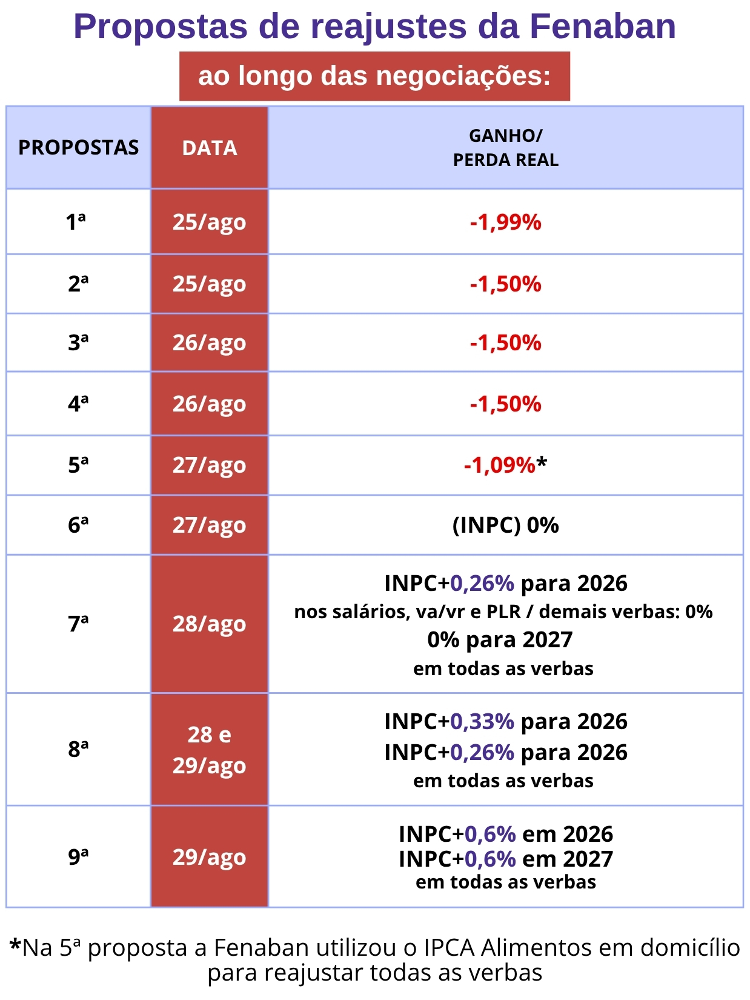 Propostas de reajustes da Fenaban
ao longo das negociações:
PROPOSTAS
DATA
GANHO/
PERDA REAL
1ª
25/ago
-1,99%
2ª
25/ago
-1,50%
3ª
26/ago
-1,50%
4ª
26/ago
-1,50%
5ª
27/ago
-1,09%*
6ª
27/ago
(INPC) 0%
7ª
28/ago
INPC+0,26% para 2026
nos salários, va/vr e PLR / demais verbas: 0%
0% para 2027
em todas as verbas
8ª
28 e
29/ago
INPC+0,33% para 2026
INPC+0,26% para 2026
em todas as verbas
9ª
29/ago
INPC+0,6% em 2026
INPC+0,6% em 2027
em todas as verbas
*Na 5ª proposta a Fenaban utilizou o IPCA Alimentos em domicílio
para reajustar todas as verbas